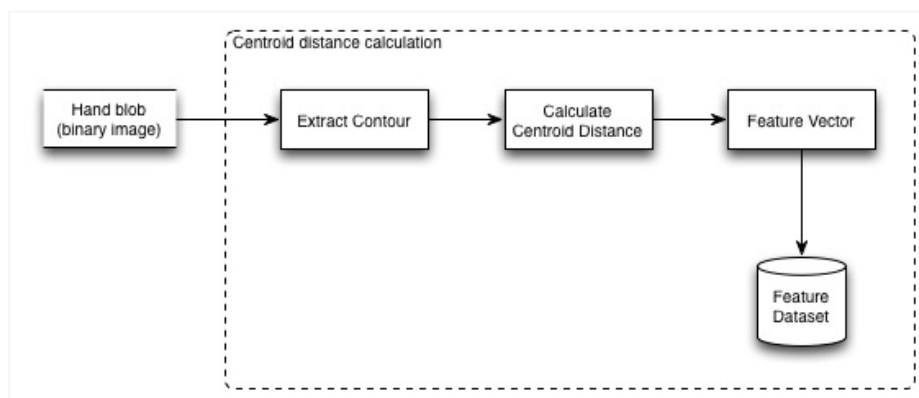 Centroid distance calculation
Hand blob
(binary image)
Extract Contour
Calculate
Centroid Distance
Feature Vector
Feature
Dataset